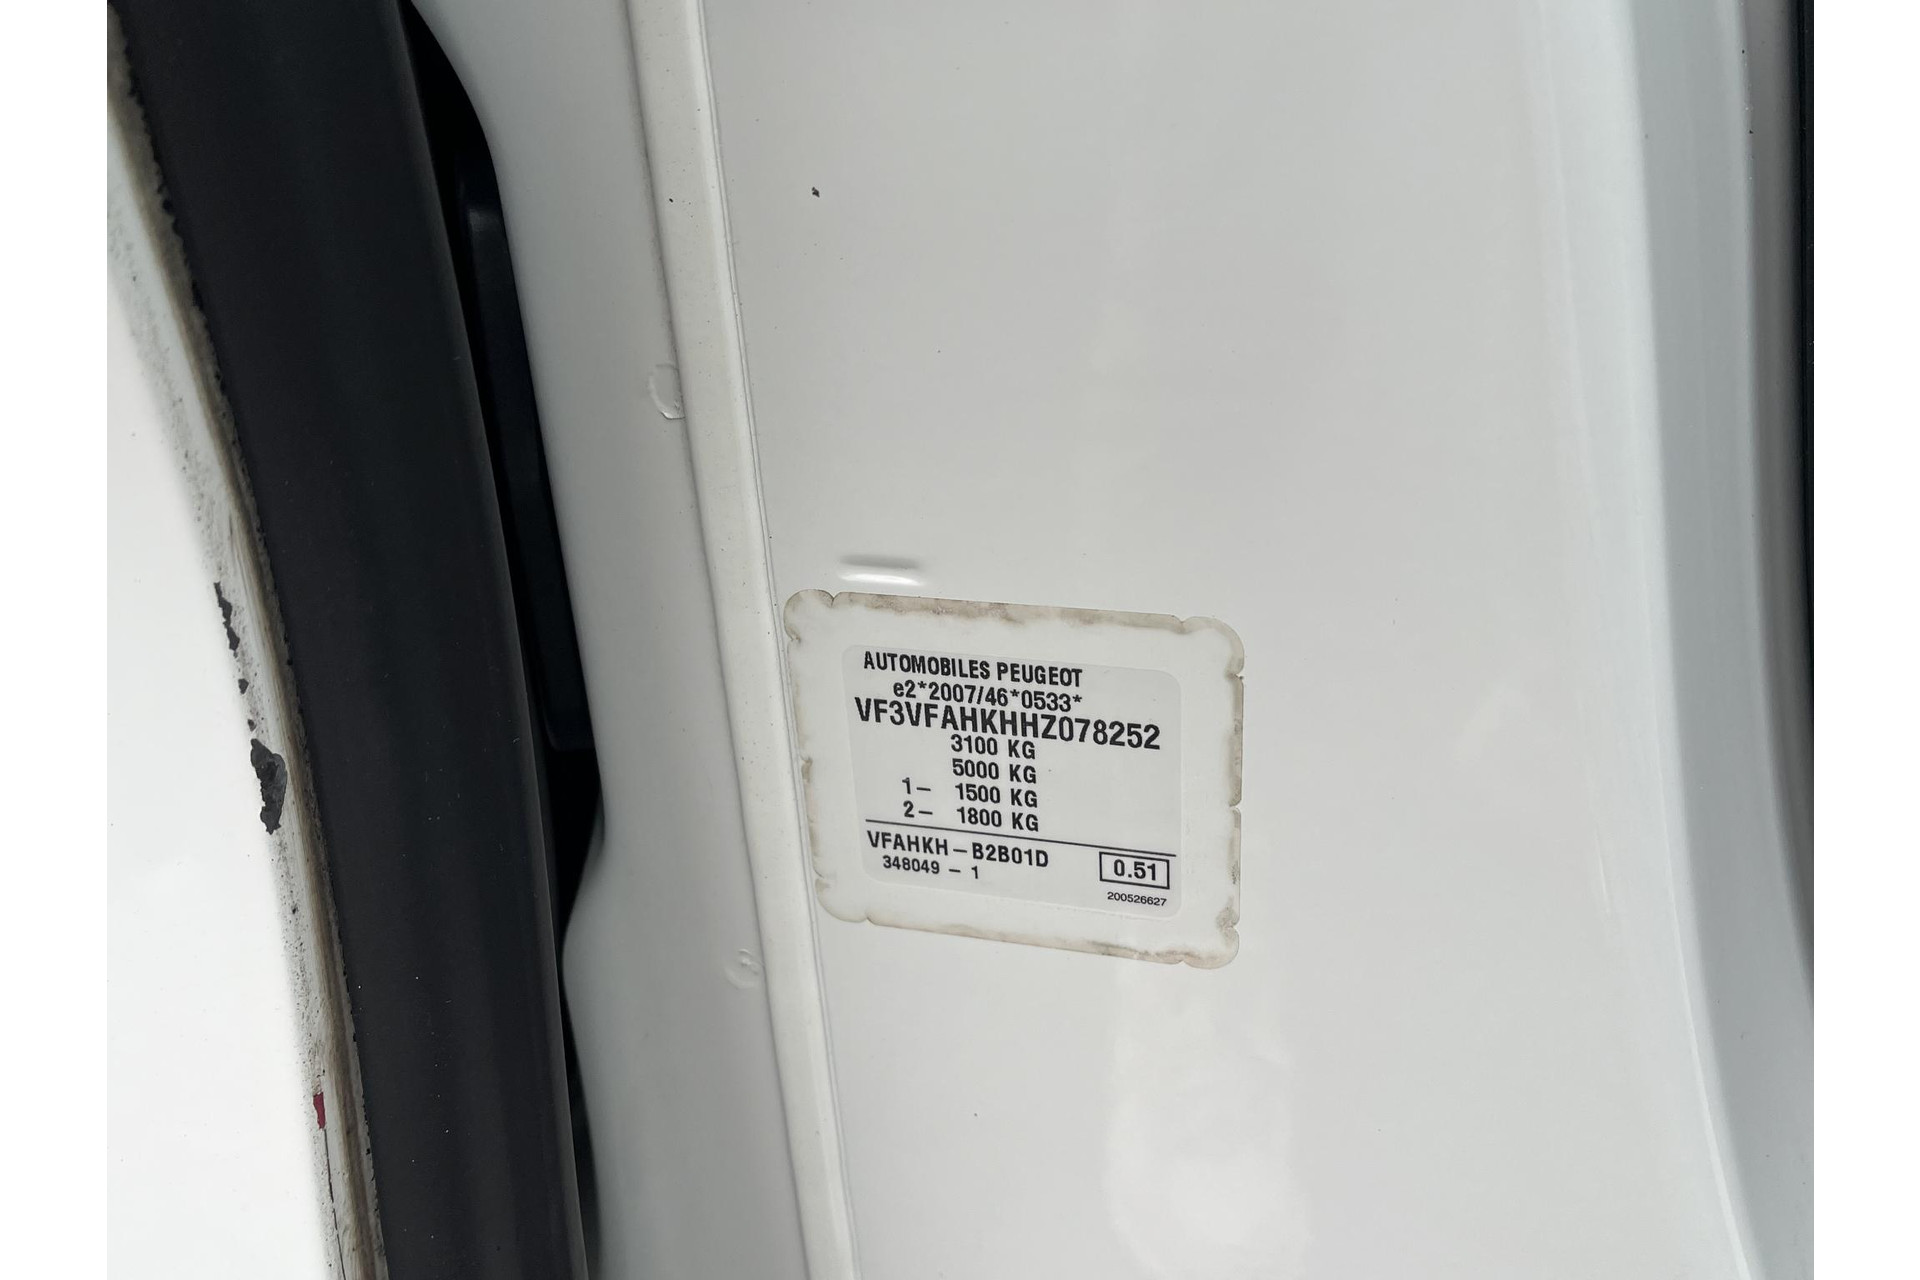 AUTOMOBILES PEUGEOT
e2*2007/46*0533*
VF3VFAHKHHZ078252
3100 KG
5000 KG
1- 1500 KG
2- 1800 KG
VFAHKH-B2B01D
0.51
348049 - 1
200526627